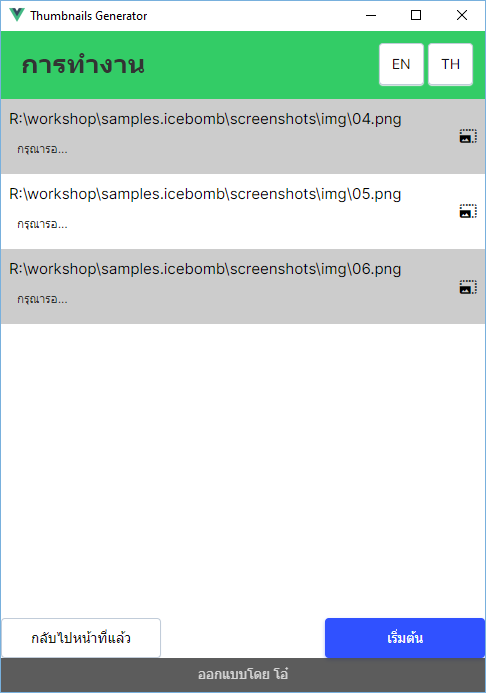 Thumbnails Generator
การทำงาน
EN TH
R:\workshop\samples.icebomb\screenshots\img\04.png
กรุณารอ...
R:\workshop\samples.icebomb\screenshots\img\05.png
กรุณารอ...
R:\workshop\samples.icebomb\screenshots\img\06.png
กรุณารอ...
กลับไปหน้าที่แล้ว
เริ่มต้น
ออกแบบโดย โอ๋